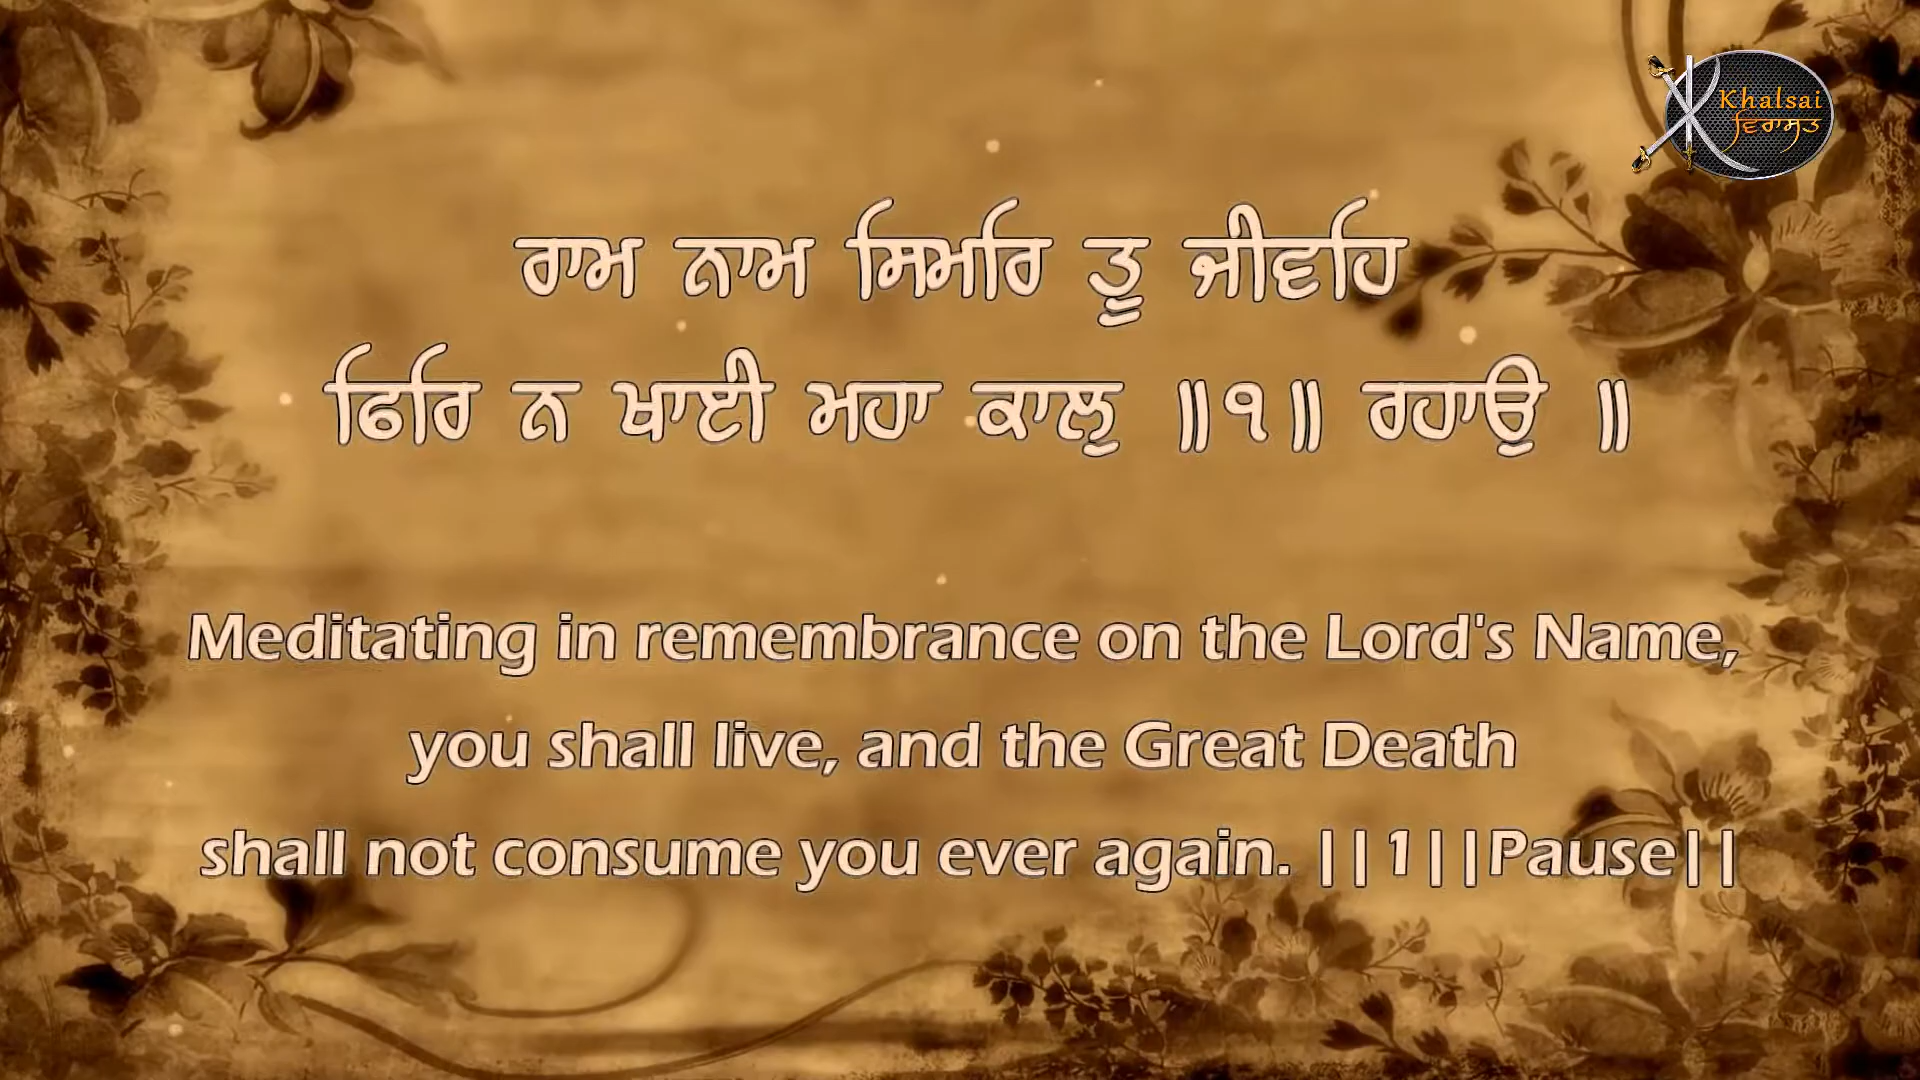 Khalsai
ਵਿਰਾਸਤ
ਰਾਮ ਨਾਮ ਸਿਮਰਿ ਤੂ ਜੀਵਹਿ
ਫਿਰਿ ਨ ਖਾਈ ਮਹਾ ਕਾਲੁ ॥੧॥ ਰਹਾਉ ॥
Meditating in remembrance on the Lord's Name,
you shall live, and the Great Death
shall not consume you ever again. ||1||Pause||